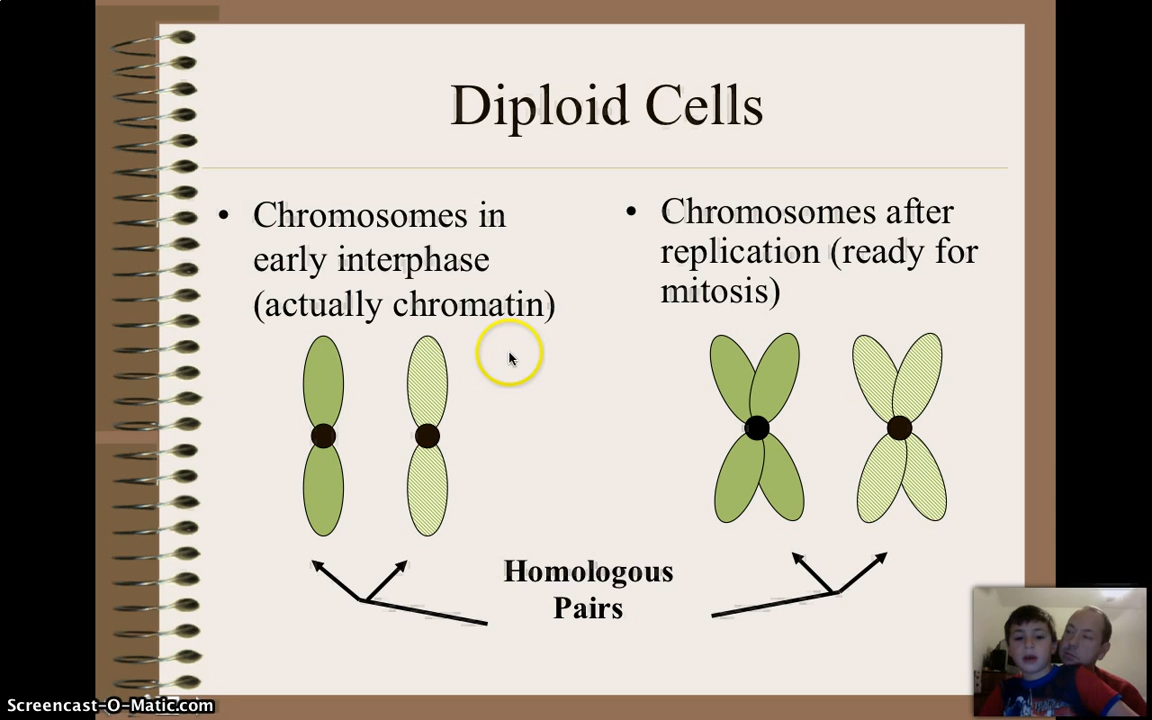 Diploid Cells
• Chromosomes in
early interphase
(actually chromatin)
• Chromosomes after
replication (ready for
mitosis)
Homologous
Pairs
Screencast-O-Matic.com